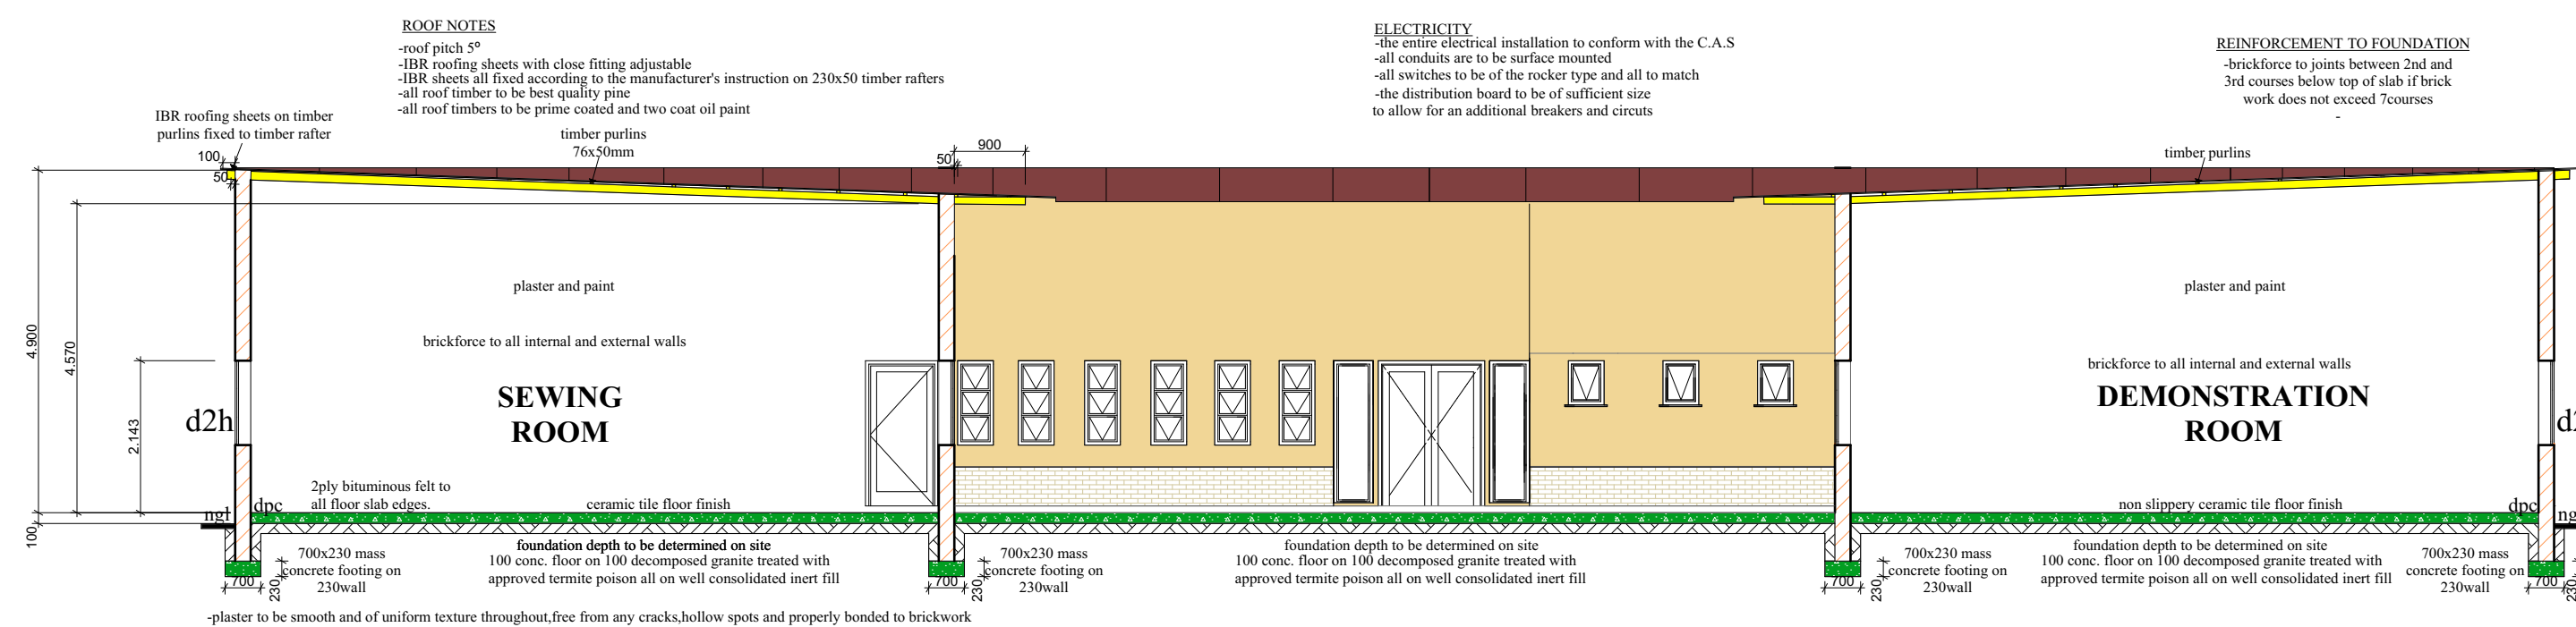 ROOF NOTES
-roof pitch 5°
-IBR roofing sheets with close fitting adjustable
-IBR sheets all fixed according to the manufacturer's instruction on 230x50 timber rafters
-all roof timber to be best quality pine
-all roof timbers to be prime coated and two coat oil paint
ELECTRICITY
-the entire electrical installation to conform with the C.A.S
-all conduits are to be surface mounted
-all switches to be of the rocker type and all to match
-the distribution board to be of sufficient size
to allow for an additional breakers and circuts
REINFORCEMENT TO FOUNDATION
-brickforce to joints between 2nd and
3rd courses below top of slab if brick
work does not exceed 7courses
-
IBR roofing sheets on timber
purlins fixed to timber rafter
timber purlins
76x50mm
timber purlins
100
50
50
900
4.900
4.570
2.143
100
plaster and paint
brickforce to all internal and external walls
SEWING
ROOM
d2h
2ply bituminous felt to
all floor slab edges.
ceramic tile floor finish
ngl
dpc
plaster and paint
brickforce to all internal and external walls
DEMONSTRATION
ROOM
non slippery ceramic tile floor finish
dpc
700x230 mass
concrete footing on
230wall
700
230
foundation depth to be determined on site
100 conc. floor on 100 decomposed granite treated with
approved termite poison all on well consolidated inert fill
700
230
700x230 mass
concrete footing on
230wall
foundation depth to be determined on site
100 conc. floor on 100 decomposed granite treated with
approved termite poison all on well consolidated inert fill
700
230
700x230 mass
concrete footing on
230wall
foundation depth to be determined on site
100 conc. floor on 100 decomposed granite treated with
approved termite poison all on well consolidated inert fill
700x230 mass
concrete footing on
230wall
700
230
-plaster to be smooth and of uniform texture throughout,free from any cracks,hollow spots and properly bonded to brickwork